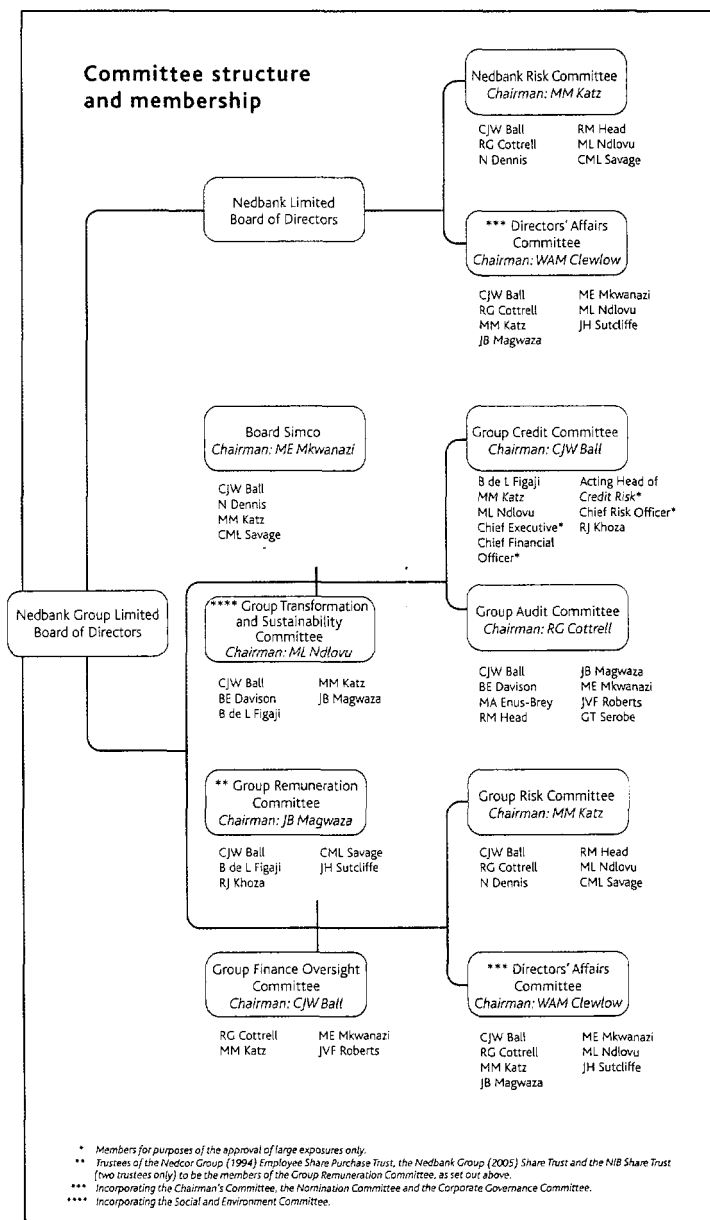 Committee structure
and membership
Nedbank Risk Committee
Chairman: MM Katz
CJW Ball RM Head
RG Cottrell ML Ndlovu
N Dennis CML Savage
Nedbank Limited
Board of Directors
*** Directors' Affairs
Committee
Chairman: WAM Clewlow
CJW Ball ME Mkwanazi
RG Cottrell ML Ndlovu
MM Katz JH Sutcliffe
JB Magwaza
Board Simco
Chairman: ME Mkwanazi
CJW Ball
N Dennis
MM Katz
CML Savage
Group Credit Committee
Chairman: CJW Ball
B de L Figaji Acting Head of
MM Katz Credit Risk*
ML Ndlovu Chief Risk Officer*
Chief Executive* RJ Khoza
Chief Financial
Officer*
Nedbank Group Limited
Board of Directors
**** Group Transformation
and Sustainability
Committee
Chairman: ML Ndlovu
CJW Ball MM Katz
BE Davison JB Magwaza
B de L Figaji
Group Audit Committee
Chairman: RG Cottrell
CJW Ball JB Magwaza
BE Davison ME Mkwanazi
MA Enus-Brey JVF Roberts
RM Head GT Serobe
** Group Remuneration
Committee
Chairman: JB Magwaza
CJW Ball CML Savage
B de L Figaji JH Sutcliffe
RJ Khoza
Group Risk Committee
Chairman: MM Katz
CJW Ball RM Head
RG Cottrell ML Ndlovu
N Dennis CML Savage
Group Finance Oversight
Committee
Chairman: CJW Ball
RG Cottrell ME Mkwanazi
MM Katz JVF Roberts
*** Directors' Affairs
Committee
Chairman: WAM Clewlow
CJW Ball ME Mkwanazi
RG Cottrell ML Ndlovu
MM Katz JH Sutcliffe
JB Magwaza
* Members for purposes of the approval of large exposures only.
** Trustees of the Nedcor Group (1994) Employee Share Purchase Trust, the Nedbank Group (2005) Share Trust and the NIB Share Trust
(two trustees only) to be the members of the Group Remuneration Committee, as set out above.
*** Incorporating the Chairman's Committee, the Nomination Committee and the Corporate Governance Committee.
**** Incorporating the Social and Environment Committee.